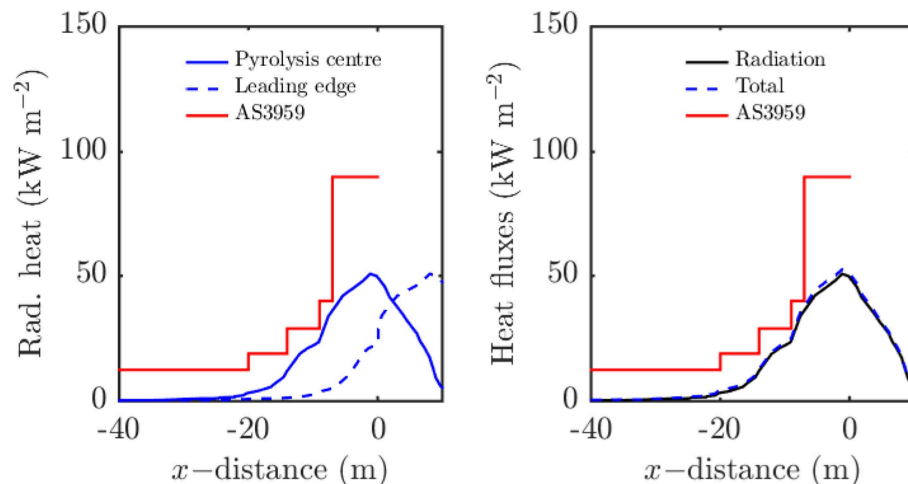 Rad. heat (kW m−2)
150
100
50
0
Pyrolysis centre
Leading edge
AS3959
-40 -20 0
x−distance (m)
Heat fluxes (kW m−2)
150
100
50
0
Radiation
Total
AS3959
-40 -20 0
x−distance (m)